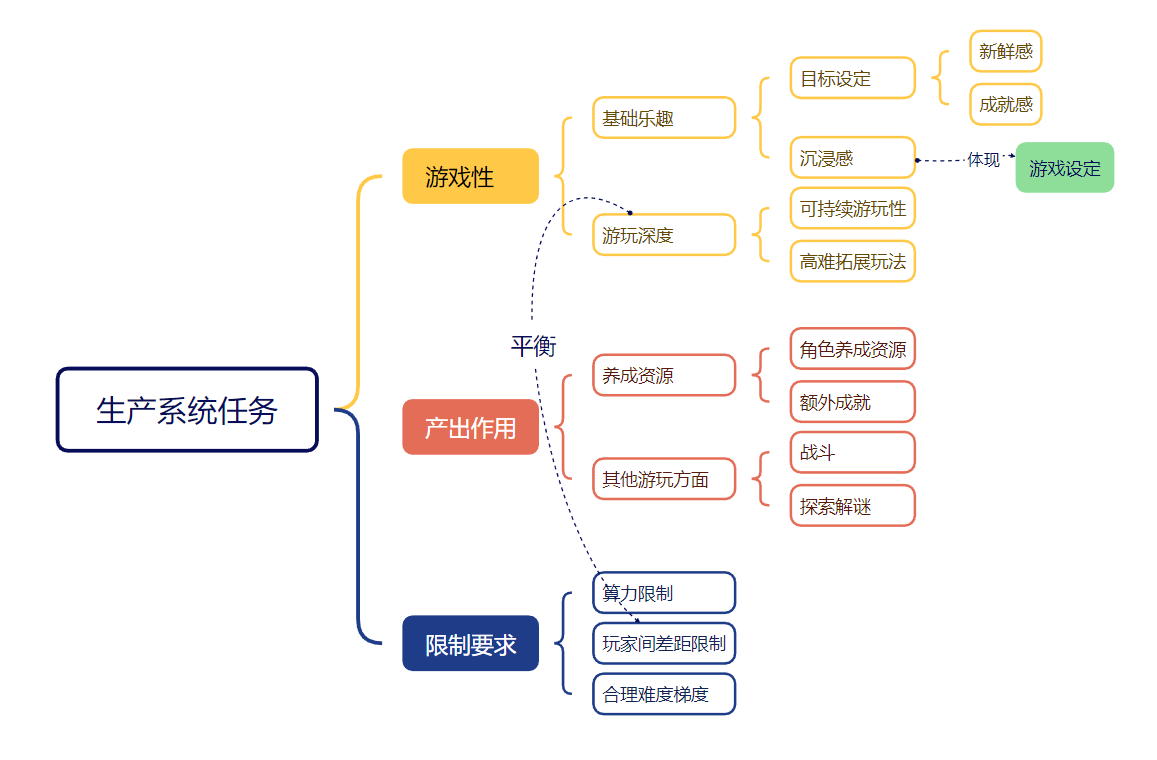 生产系统任务
游戏性
基础乐趣
目标设定
新鲜感
成就感
沉浸感
体现
游戏设定
游玩深度
可持续游玩性
高难拓展玩法
平衡
产出作用
养成资源
角色养成资源
额外成就
其他游玩方面
战斗
探索解谜
限制要求
算力限制
玩家间差距限制
合理难度梯度